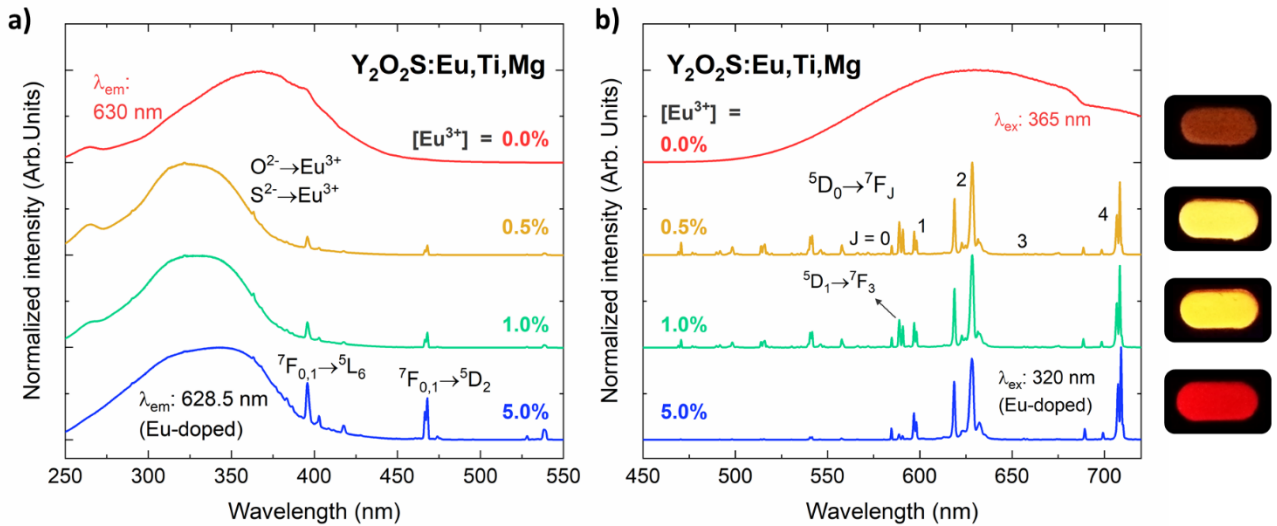 a)
Y₂O₂S:Eu,Ti,Mg
λem:
630 nm
[Eu³⁺] = 0.0%
O²⁻→Eu³⁺
S²⁻→Eu³⁺
0.5%
1.0%
⁷F₀,₁→⁵L₆
⁷F₀,₁→⁵D₂
λem: 628.5 nm
(Eu-doped)
5.0%
Normalized intensity (Arb.Units)
250 300 350 400 450 500 550
Wavelength (nm)
b)
Y₂O₂S:Eu,Ti,Mg
[Eu³⁺] =
0.0%
λex: 365 nm
⁵D₀→⁷FJ
2
1
4
0.5%
J = 0
3
⁵D₁→⁷F₃
1.0%
λex: 320 nm
(Eu-doped)
5.0%
Normalized intensity (Arb. Units)
450 500 550 600 650 700
Wavelength (nm)